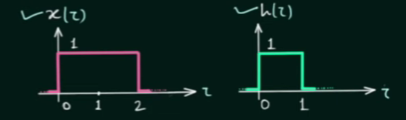 ✓ x(τ)
1
0 1 2 τ
✓ h(τ)
1
0 1 τ